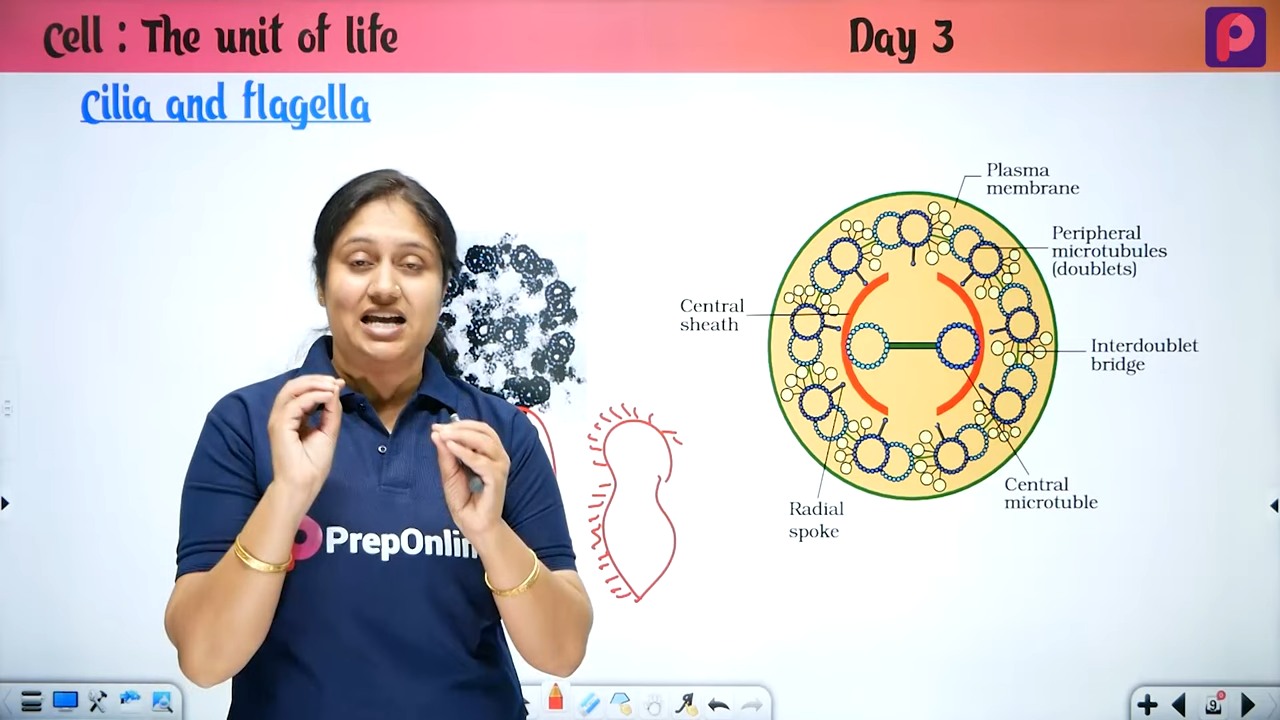 Cell : The unit of life
Day 3
Cilia and flagella
Plasma
membrane
Peripheral
microtubules
(doublets)
Central
sheath
Interdoublet
bridge
Central
microtuble
Radial
spoke
PrepOnlin
9